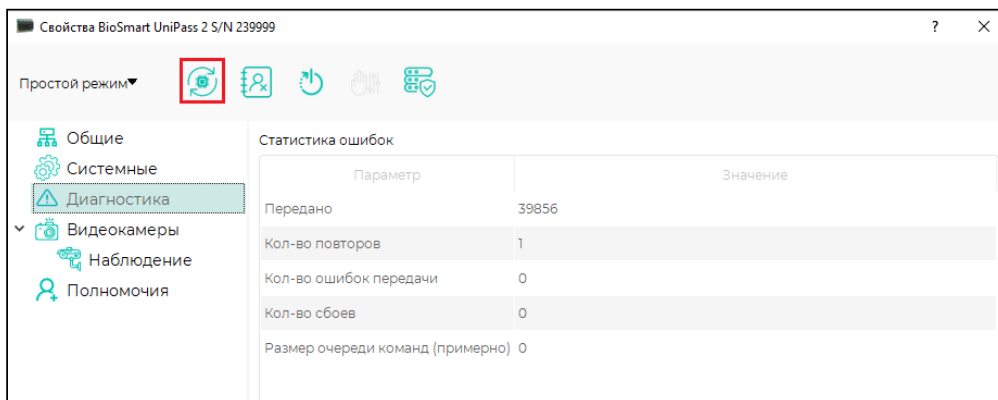 Свойства BioSmart UniPass 2 S/N 239999
?
Простой режим
Общие
Системные
Диагностика
Видеокамеры
Наблюдение
Полномочия
Статистика ошибок
Параметр Значение
Передано 39856
Кол-во повторов 1
Кол-во ошибок передачи 0
Кол-во сбоев 0
Размер очереди команд (примерно) 0